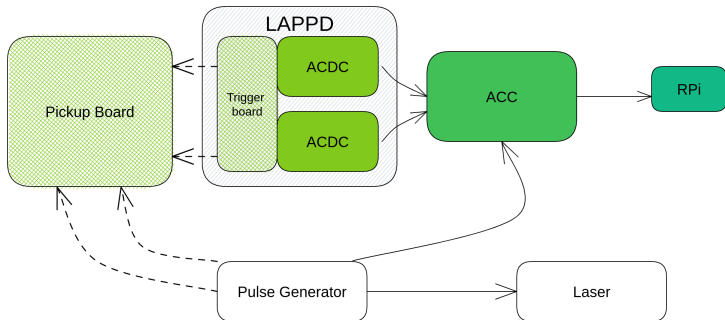 LAPPD
Pickup Board
Trigger
board
ACDC
ACDC
ACC
RPi
Pulse Generator
Laser